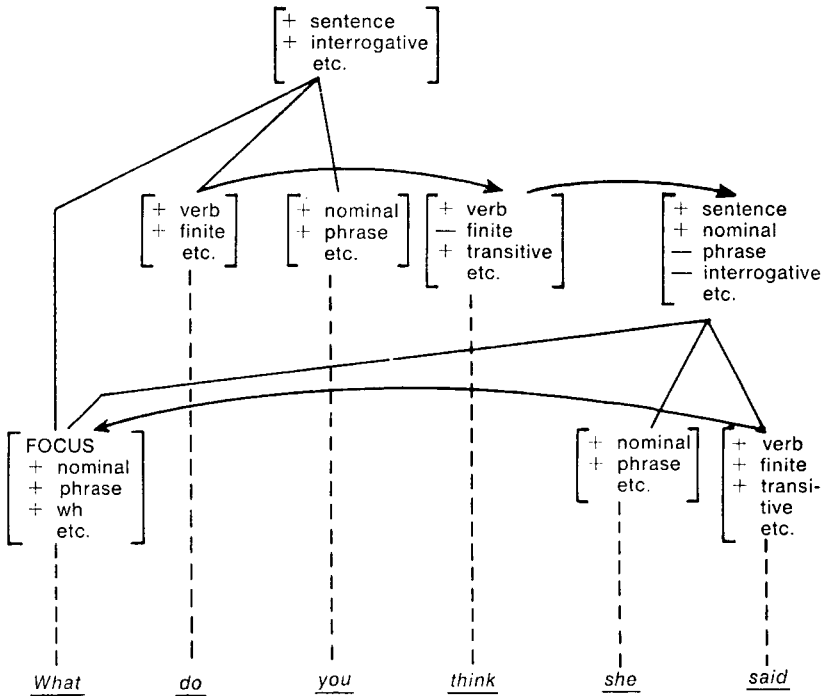 + sentence
+ interrogative
etc.
+ verb
+ finite
etc.
+ nominal
+ phrase
etc.
+ verb
— finite
+ transitive
etc.
+ sentence
+ nominal
— phrase
— interrogative
etc.
FOCUS
+ nominal
+ phrase
+ wh
etc.
+ nominal
+ phrase
etc.
+ verb
+ finite
+ transi-
tive
etc.
What do you think she said